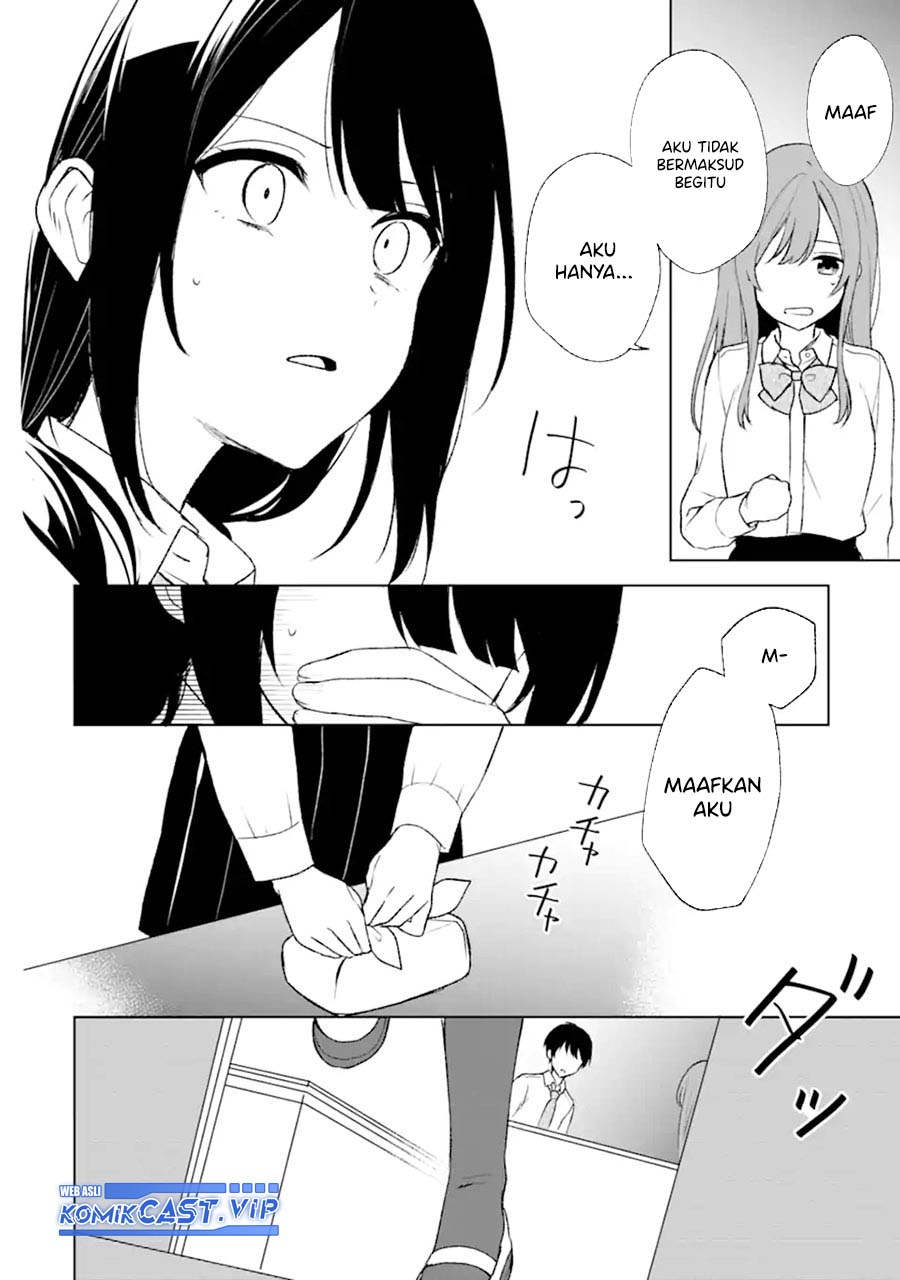 MAAF
AKU TIDAK
BERMAKSUD
BEGITU
AKU
HANYA...
はっ
M-
MAAFKAN
AKU
カチャ
カチャ
ダッ
WEB ASLI
KOMIKCAST.VIP